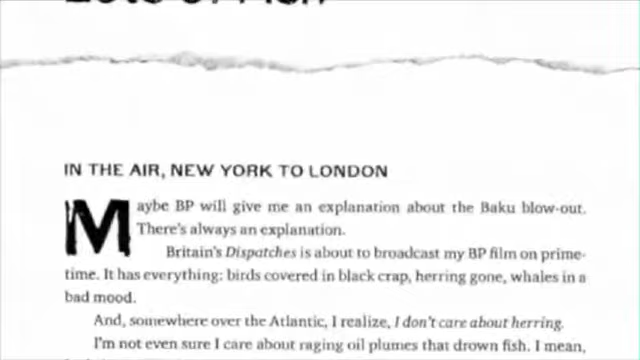 IN THE AIR, NEW YORK TO LONDON
Maybe BP will give me an explanation about the Baku blow-out.
There's always an explanation.
Britain's Dispatches is about to broadcast my BP film on prime-
time. It has everything: birds covered in black crap, herring gone, whales in a
bad mood.
And, somewhere over the Atlantic, I realize, I don't care about herring.
I'm not even sure I care about raging oil plumes that drown fish. I mean,